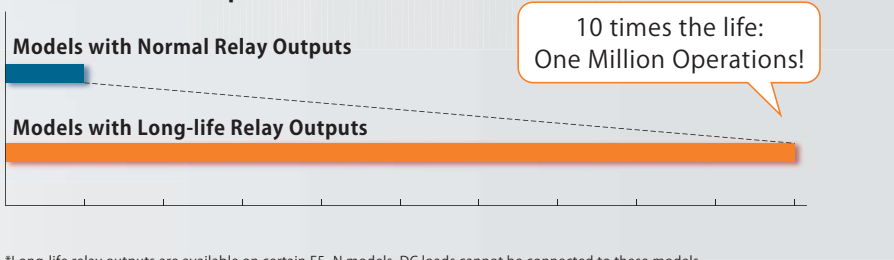 Models with Normal Relay Outputs
10 times the life:
One Million Operations!
Models with Long-life Relay Outputs
*Long-life relay outputs are available on certain E5_N models. DC loads cannot be connected to these models.